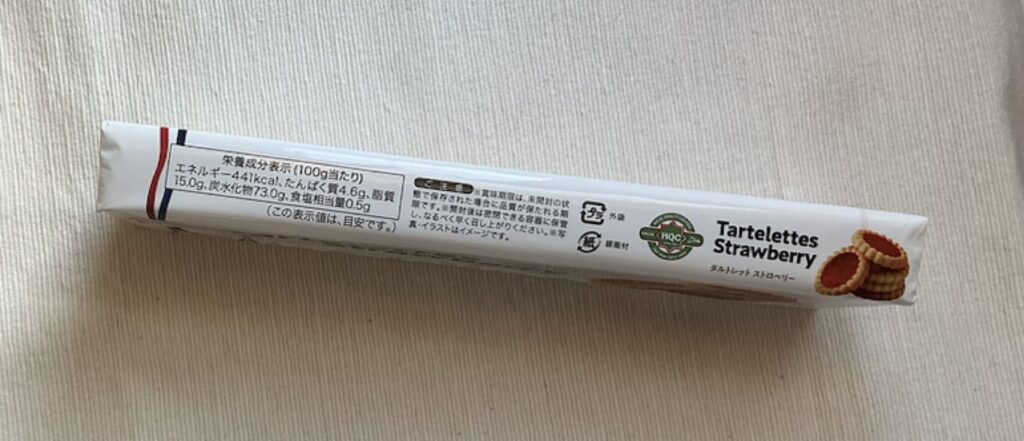 栄養成分表示(100g当たり)
エネルギー441kcal、たんぱく質4.6g、脂質
15.0g、炭水化物73.0g、食塩相当量0.5g
(この表示値は、目安です。)
ご注意 ※賞味期限は、未開封の状
態で保存された場合に品質が保たれる期
限です。※開封後は密閉できる容器に保管
し、なるべく早く召し上がりください。※写
真・イラストはイメージです。
プラ 外袋
紙 緩衝材
HQC
Tartelettes
Strawberry
タルトレット ストロベリー